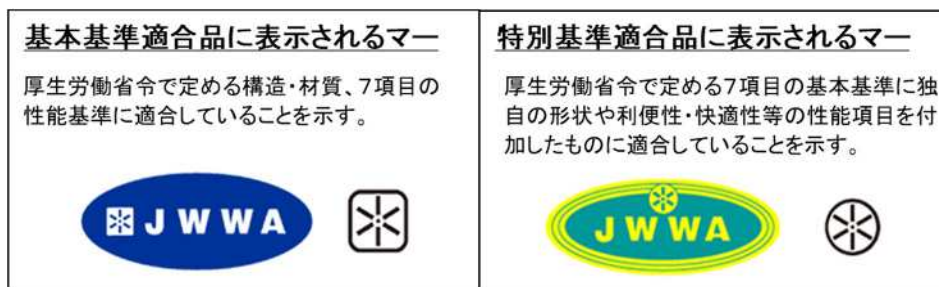 基本基準適合品に表示されるマー
厚生労働省令で定める構造・材質、7項目の
性能基準に適合していることを示す。
JWWA
特別基準適合品に表示されるマー
厚生労働省令で定める7項目の基本基準に独
自の形状や利便性・快適性等の性能項目を付
加したものに適合していることを示す。
JWWA